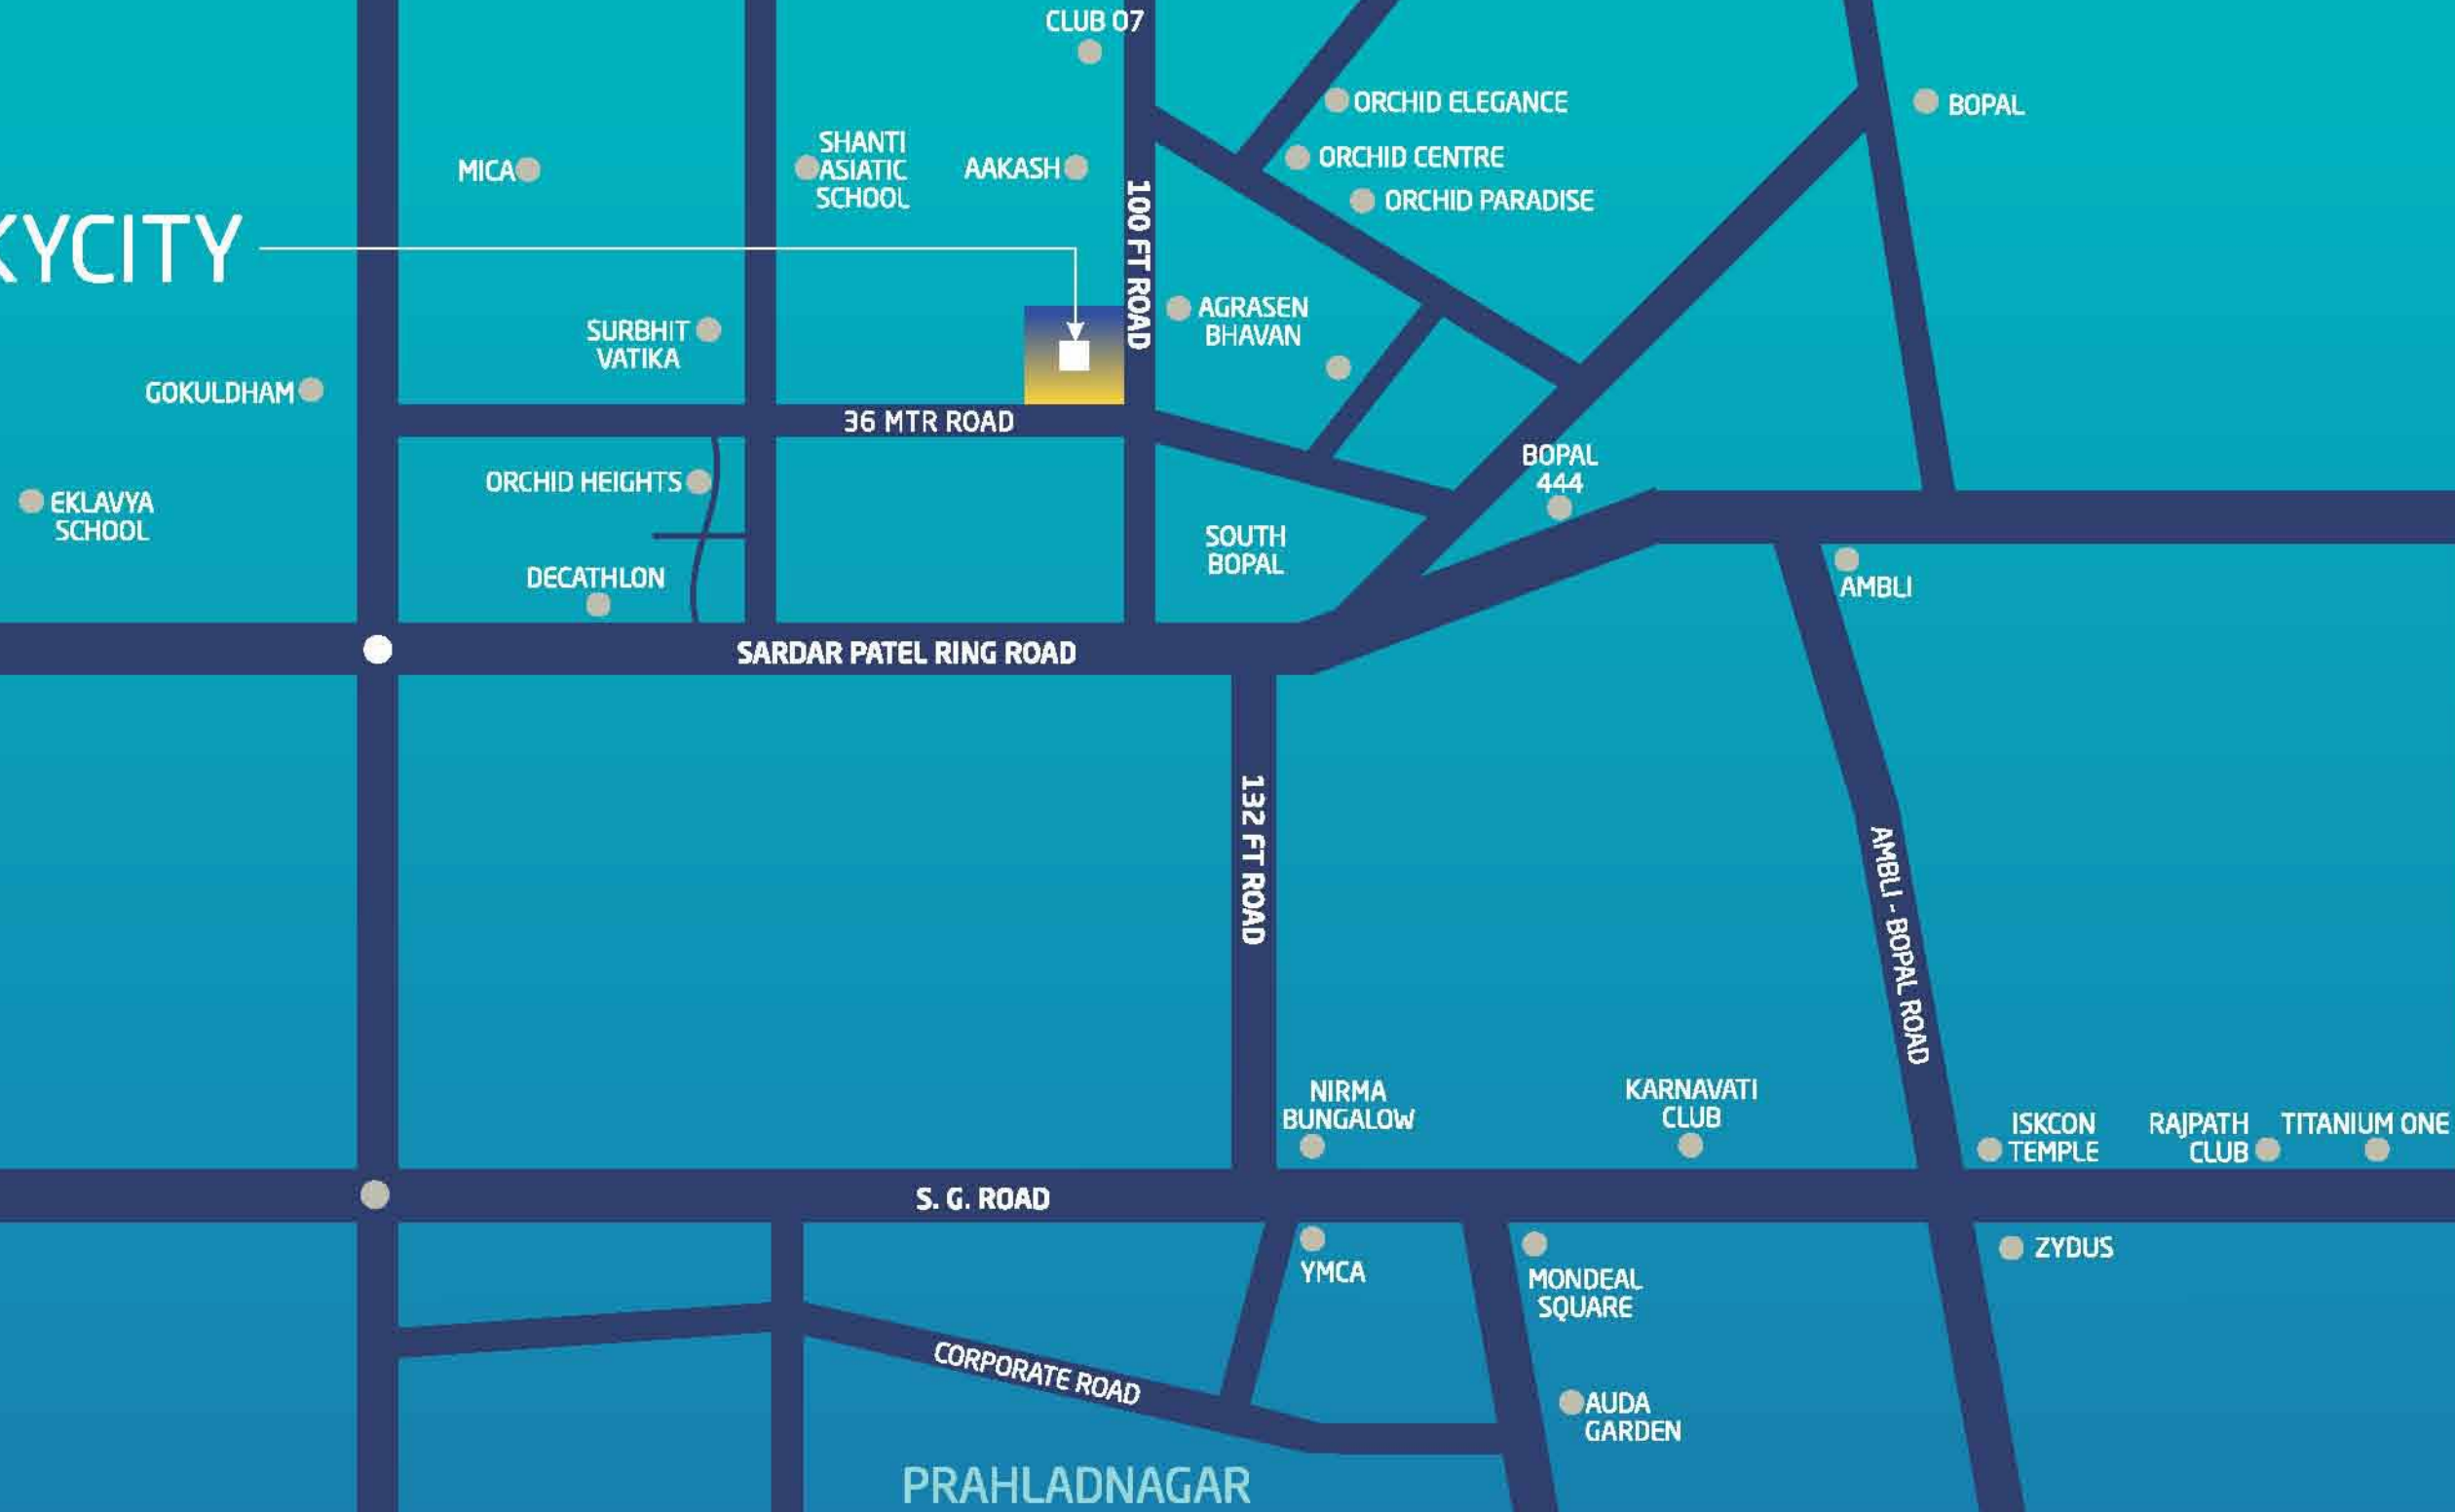 CLUB 07
ORCHID ELEGANCE
BOPAL
ORCHID CENTRE
ORCHID PARADISE
MICA
SHANTI
ASIATIC
SCHOOL
AAKASH
100 FT ROAD
KYCITY
AGRASEN
BHAVAN
SURBHIT
VATIKA
GOKULDHAM
36 MTR ROAD
ORCHID HEIGHTS
BOPAL
444
EKLAVYA
SCHOOL
SOUTH
BOPAL
DECATHLON
AMBLI
SARDAR PATEL RING ROAD
132 FT ROAD
AMBLI - BOPAL ROAD
NIRMA
BUNGALOW
KARNAVATI
CLUB
ISKCON
TEMPLE
RAJPATH
CLUB
TITANIUM ONE
S. G. ROAD
YMCA
MONDEAL
SQUARE
ZYDUS
CORPORATE ROAD
AUDA
GARDEN
PRAHLADNAGAR